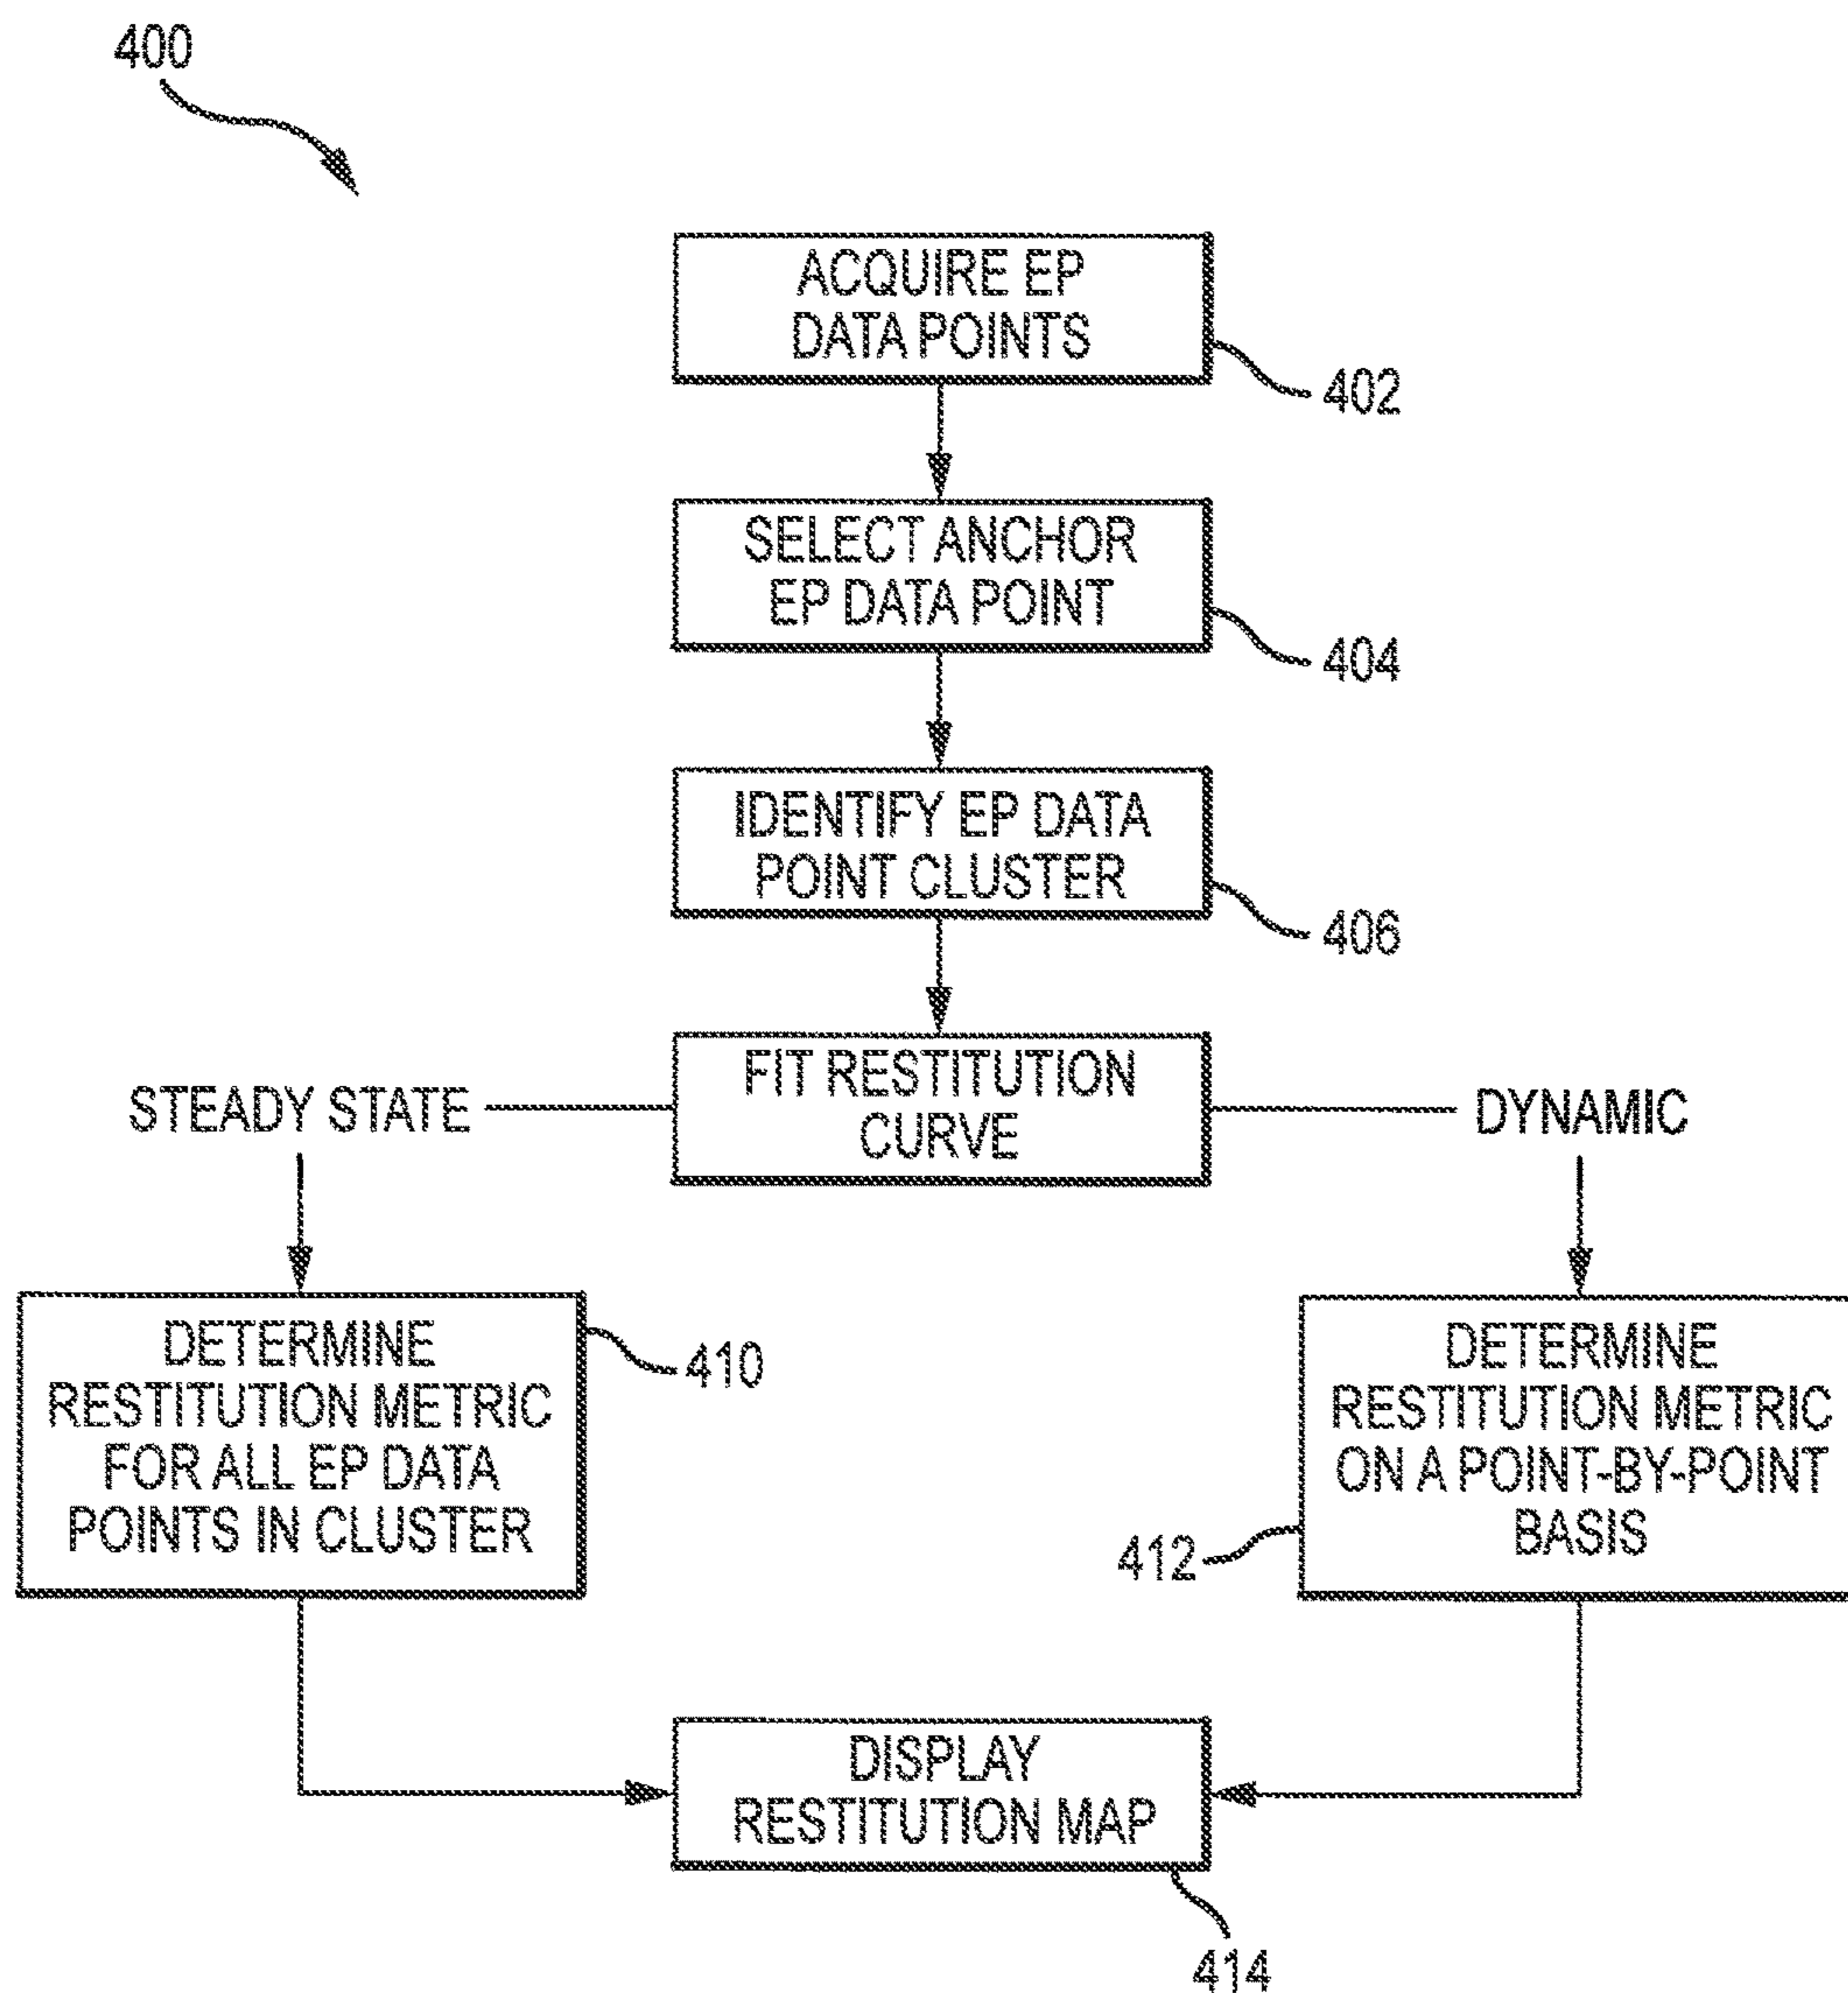 400
ACQUIRE EP
DATA POINTS
402
SELECT ANCHOR
EP DATA POINT
404
IDENTIFY EP DATA
POINT CLUSTER
406
STEADY STATE
FIT RESTITUTION
CURVE
DYNAMIC
DETERMINE
RESTITUTION METRIC
FOR ALL EP DATA
POINTS IN CLUSTER
410
DETERMINE
RESTITUTION METRIC
ON A POINT-BY-POINT
BASIS
412
DISPLAY
RESTITUTION MAP
414